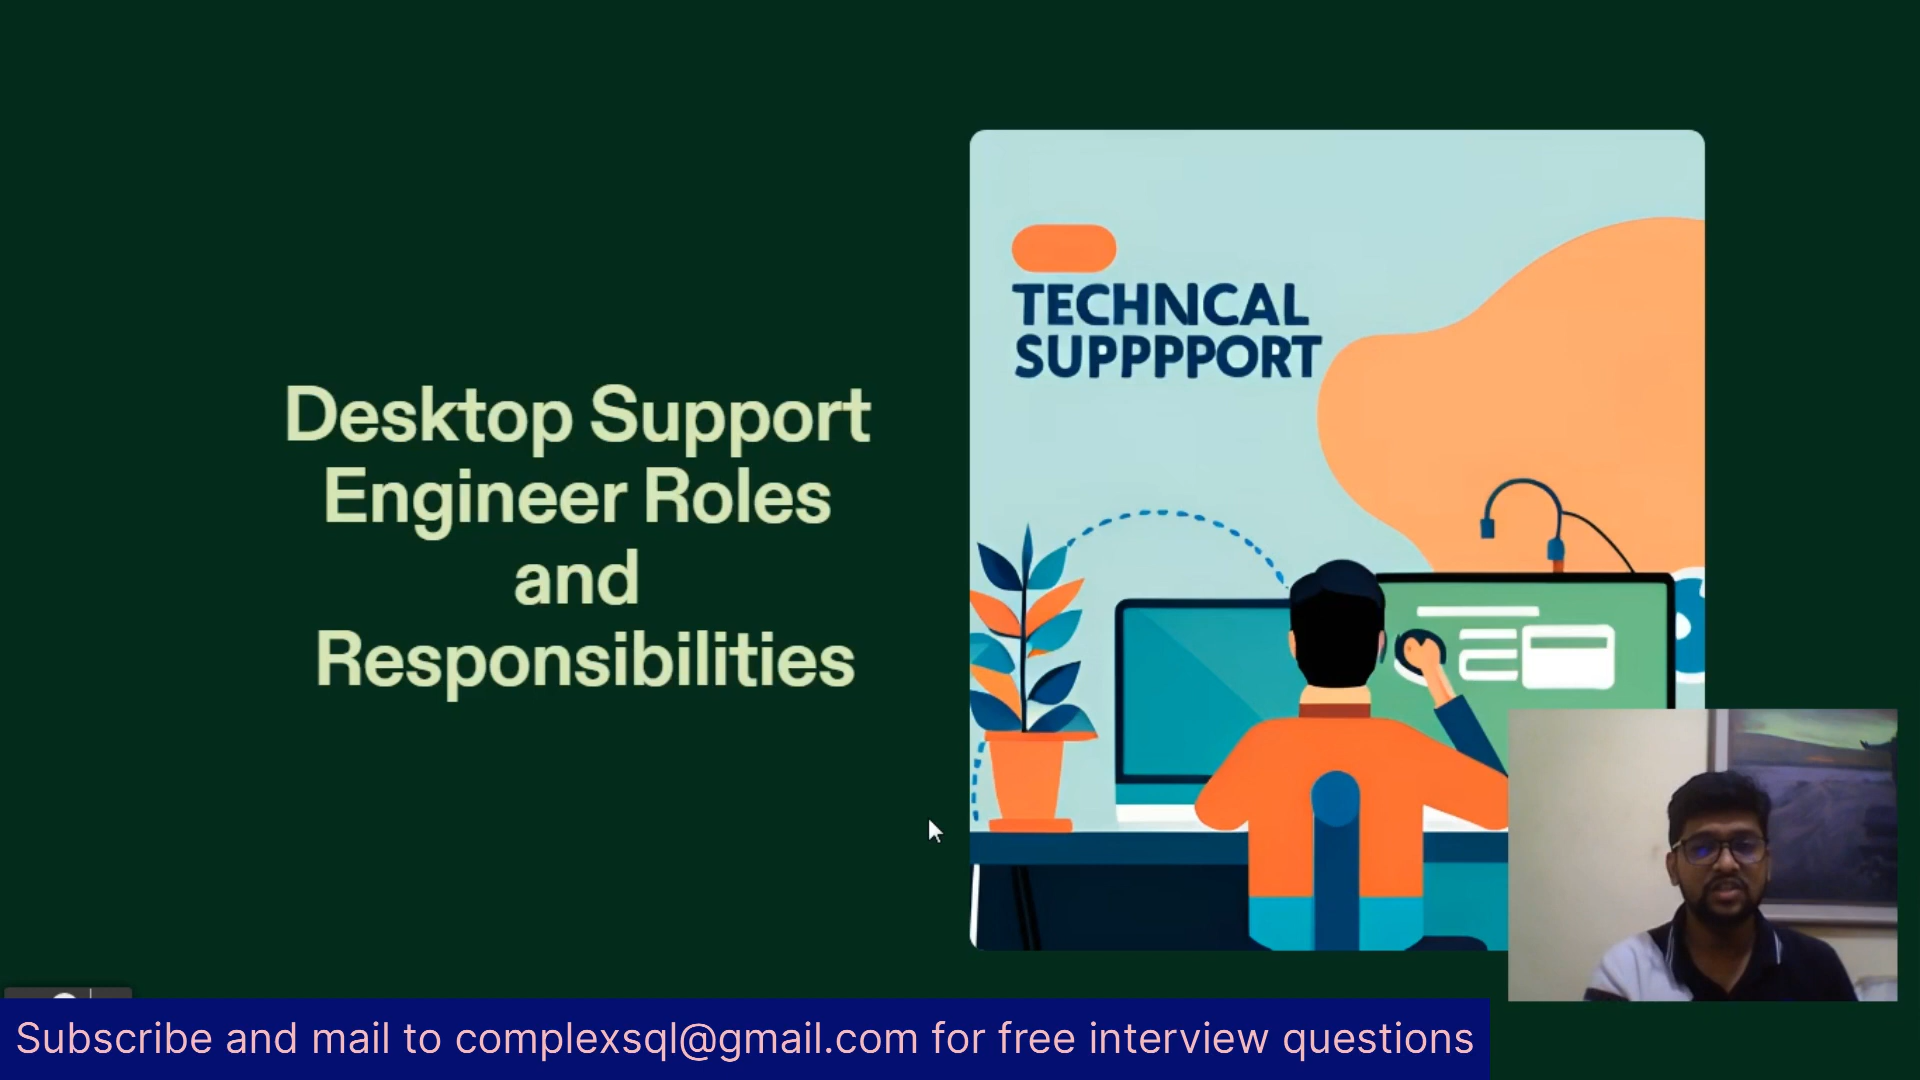 Desktop Support
Engineer Roles
and
Responsibilities
TECHNCAL
SUPPPPORT
Subscribe and mail to complexsql@gmail.com for free interview questions